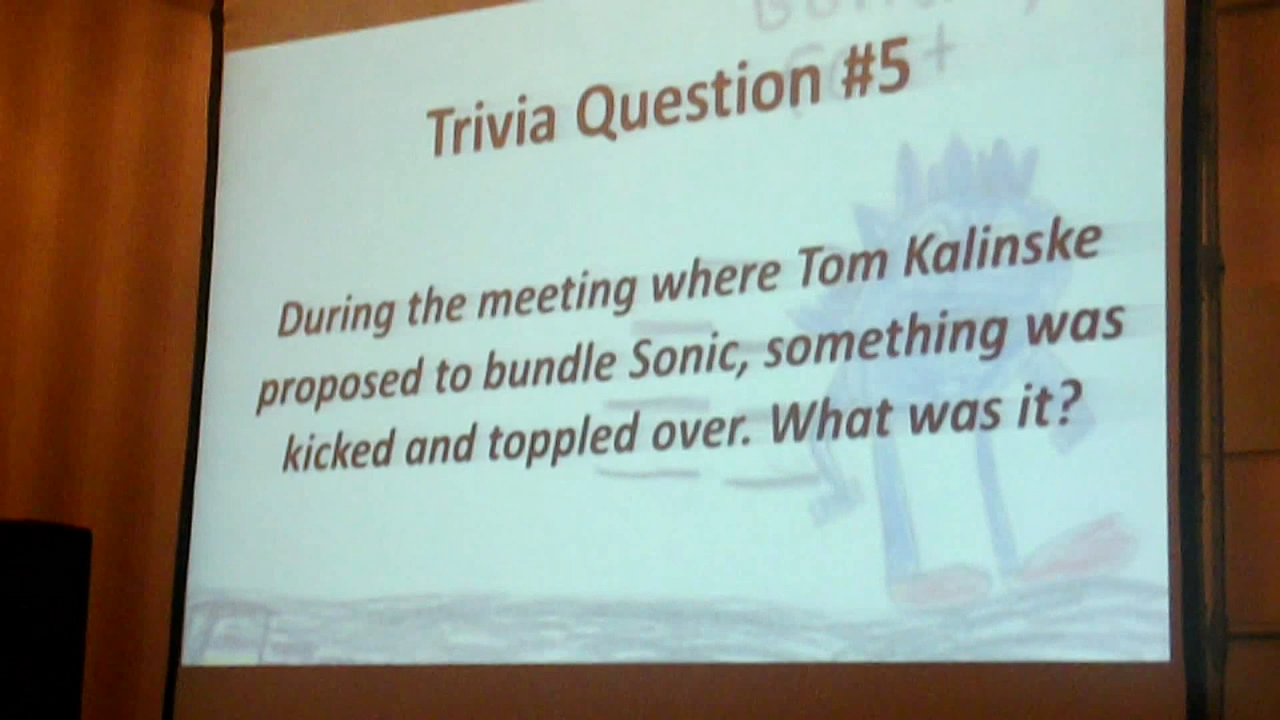 Trivia Question #5
During the meeting where Tom Kalinske
proposed to bundle Sonic, something was
kicked and toppled over. What was it?